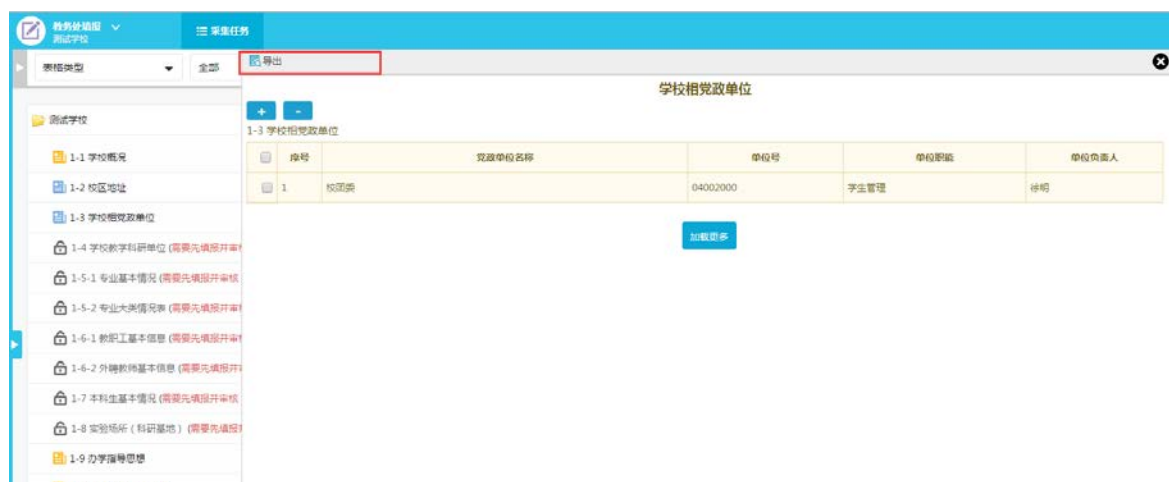 教务处填报
测试学校
采集任务
表格类型
全部
导出
学校相党政单位
+ -
1-3 学校相党政单位
序号 党政单位名称 单位号 单位职能 单位负责人
1 校团委 04002000 学生管理 徐明
加载更多
测试学校
1-1 学校概况
1-2 校区地址
1-3 学校相党政单位
1-4 学校教学科研单位 (需要先填报并审
1-5-1 专业基本情况 (需要先填报并审核
1-5-2 专业大类情况表 (需要先填报并审
1-6-1 教职工基本信息 (需要先填报并审
1-6-2 外聘教师基本信息 (需要先填报并
1-7 本科生基本情况 (需要先填报并审核
1-8 实验场所（科研基地）(需要先填报
1-9 办学指导思想